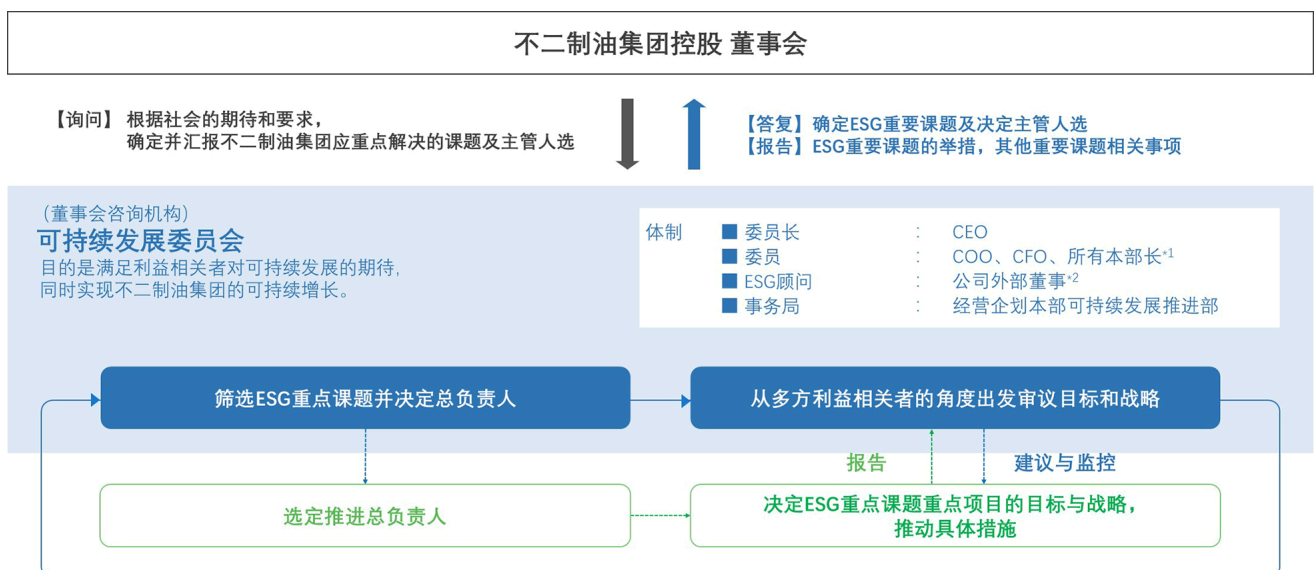 不二制油集团控股 董事会
【询问】 根据社会的期待和要求，
确定并汇报不二制油集团应重点解决的课题及主管人选
【答复】确定ESG重要课题及决定主管人选
【报告】ESG重要课题的举措，其他重要课题相关事项
（董事会咨询机构）
可持续发展委员会
目的是满足利益相关者对可持续发展的期待,
同时实现不二制油集团的可持续增长。
体制 ■ 委员长 ： CEO
■ 委员 ： COO、CFO、所有本部长*1
■ ESG顾问 ： 公司外部董事*2
■ 事务局 ： 经营企划本部可持续发展推进部
筛选ESG重点课题并决定总负责人
从多方利益相关者的角度出发审议目标和战略
报告
建议与监控
选定推进总负责人
决定ESG重点课题重点项目的目标与战略，
推动具体措施